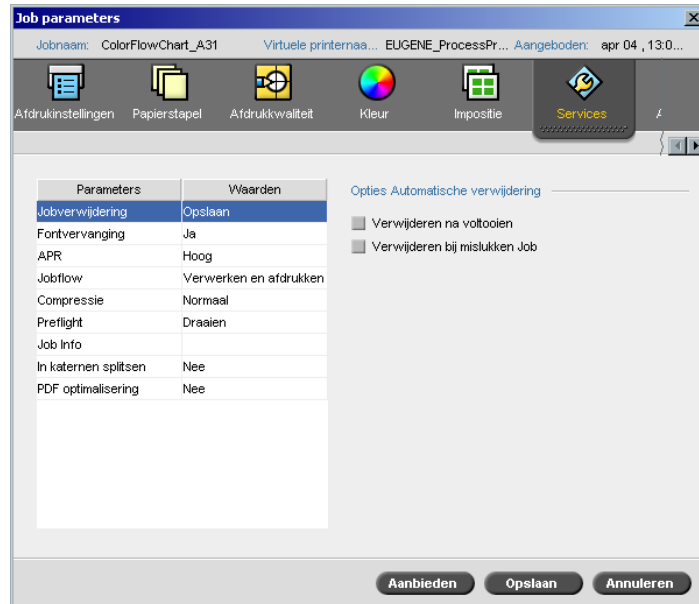 Job parameters
Jobnaam: ColorFlowChart_A31 Virtuele printernaa... EUGENE_ProcessPr... Aangeboden: apr 04 , 13:0...
Afdrukinstellingen Papierstapel Afdrukkwaliteit Kleur Impositie Services
Parameters Waarden
Opties Automatische verwijdering
Jobverwijdering Opslaan
Verwijderen na voltooien
Fontvervanging Ja
Verwijderen bij mislukken Job
APR Hoog
Jobflow Verwerken en afdrukken
Compressie Normaal
Preflight Draaien
Job Info
In katernen splitsen Nee
PDF optimalisering Nee
Aanbieden Opslaan Annuleren